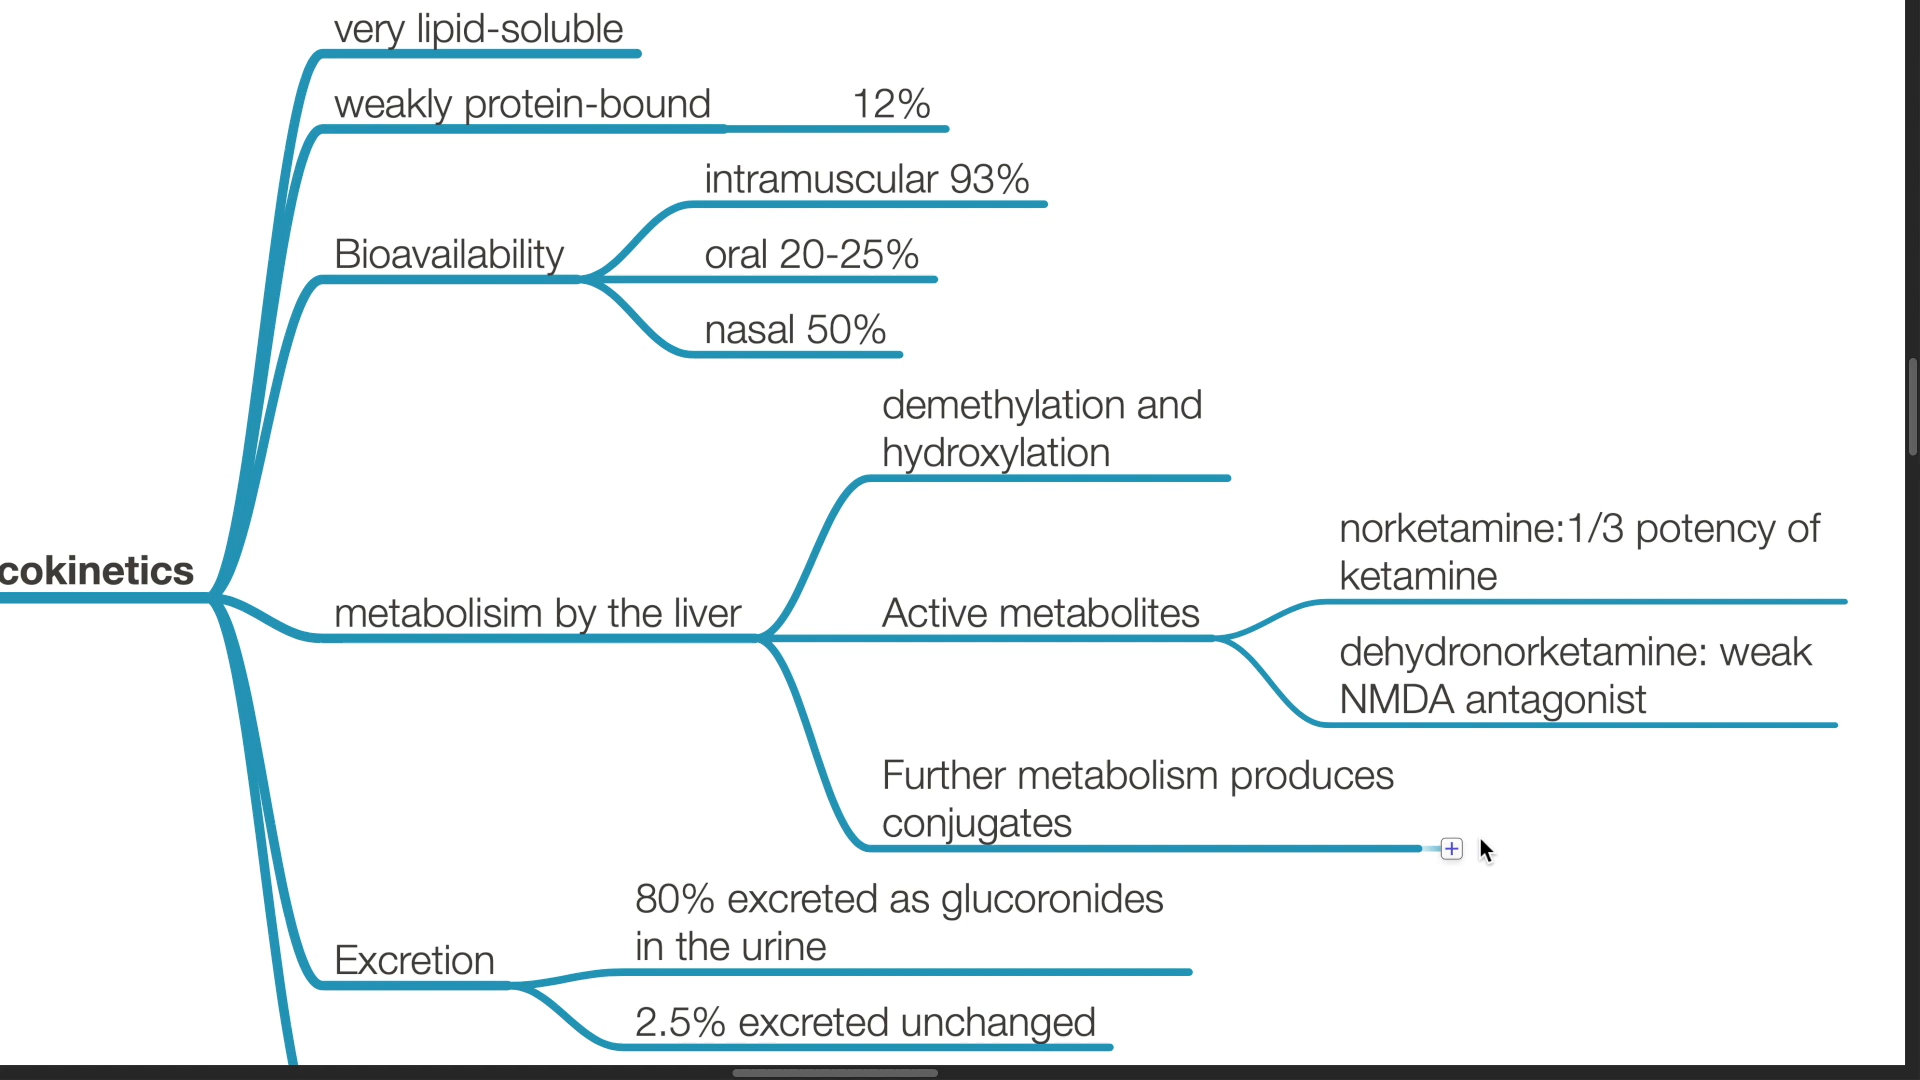 very lipid-soluble
weakly protein-bound 12%
intramuscular 93%
Bioavailability
oral 20-25%
nasal 50%
demethylation and
hydroxylation
norketamine:1/3 potency of
ketamine
cokinetics
metabolisim by the liver
Active metabolites
dehydronorketamine: weak
NMDA antagonist
Further metabolism produces
conjugates
80% excreted as glucoronides
in the urine
Excretion
2.5% excreted unchanged